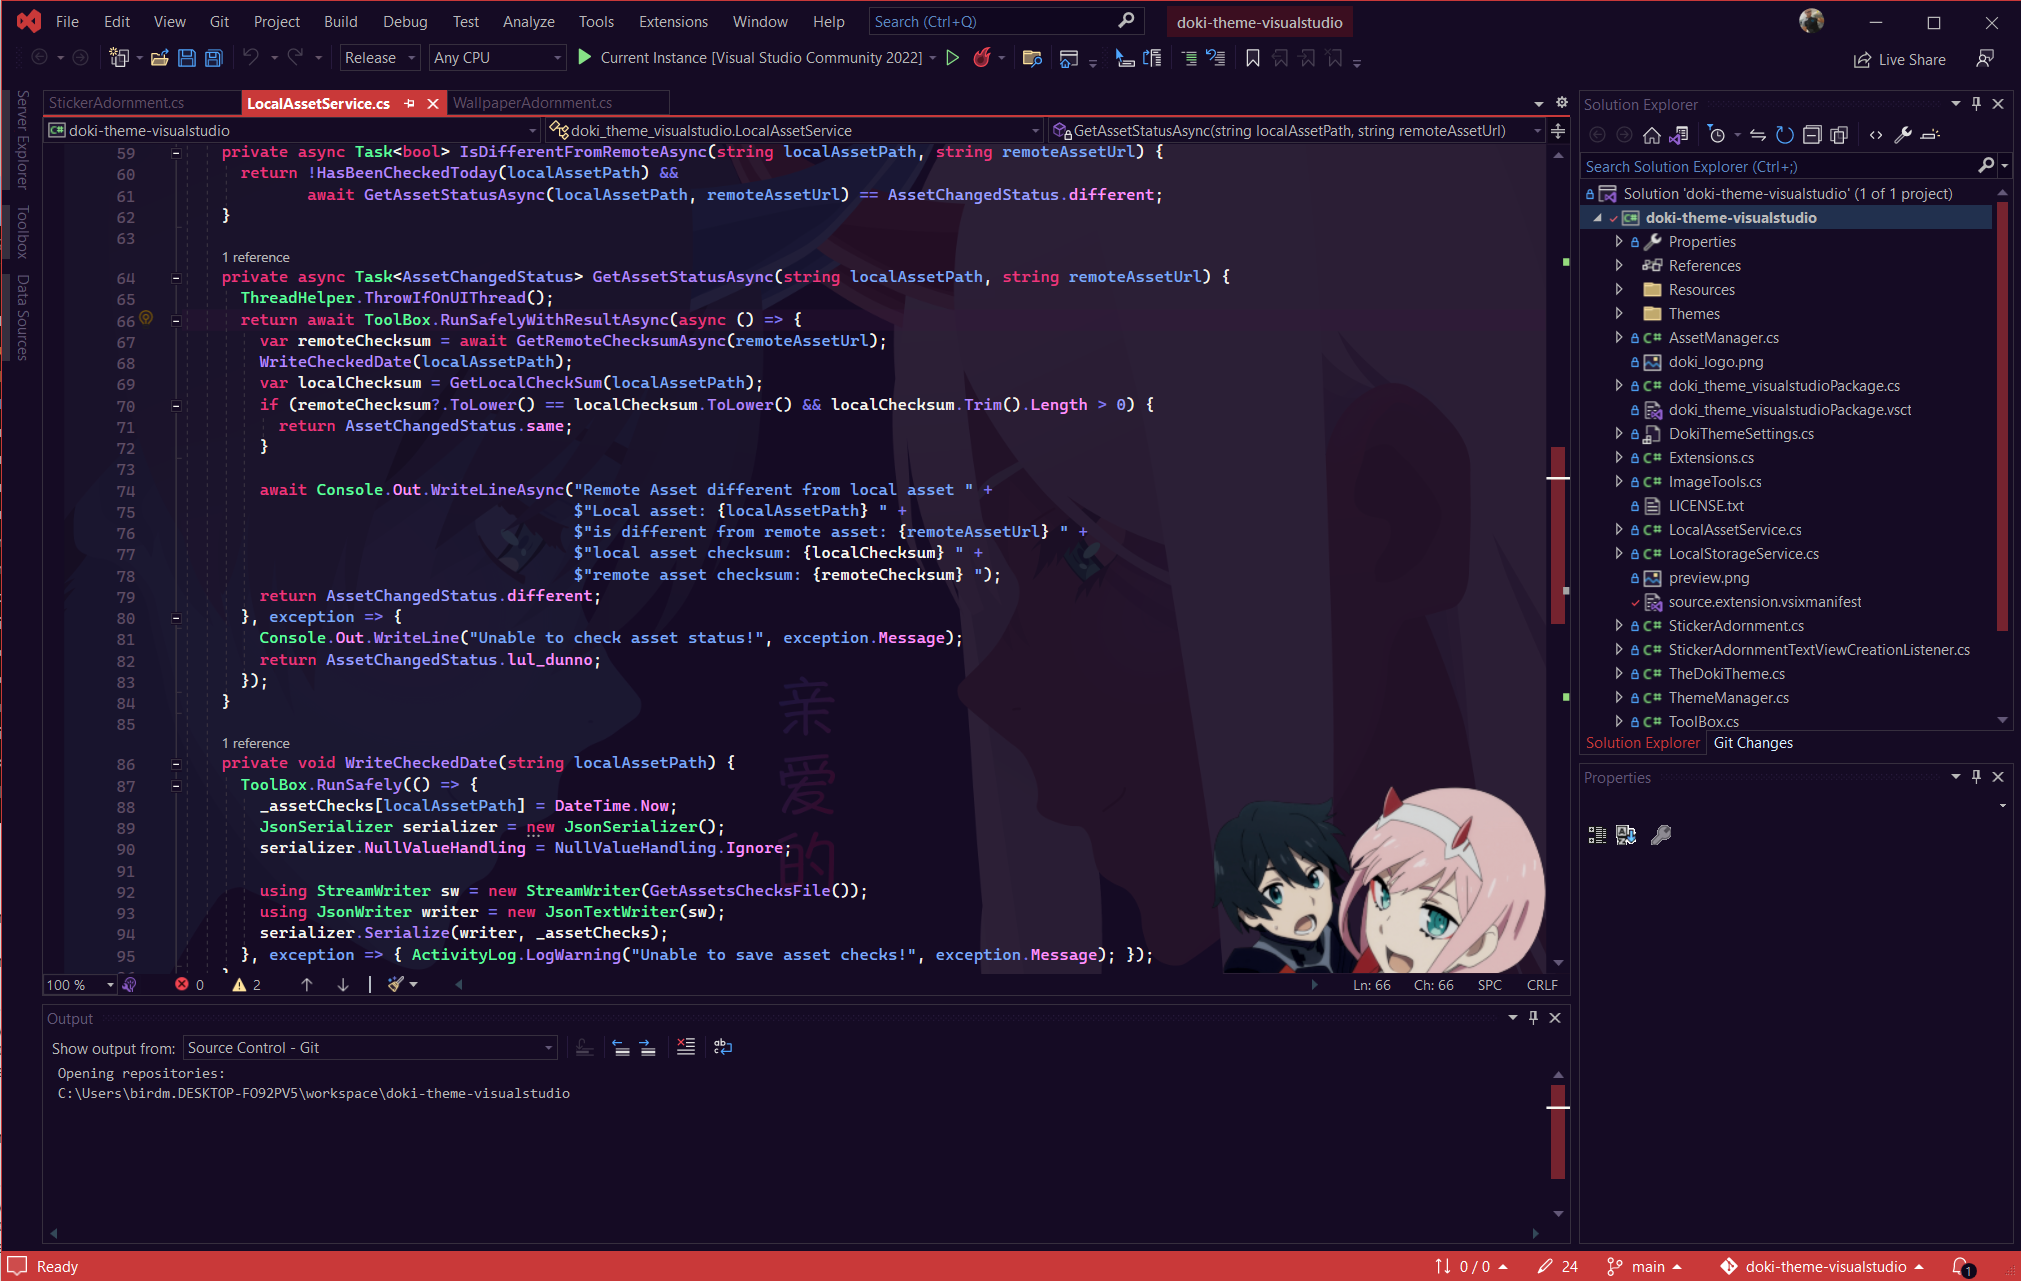 File Edit View Git Project Build Debug Test Analyze Tools Extensions Window Help Search (Ctrl+Q) doki-theme-visualstudio
Release Any CPU Current Instance [Visual Studio Community 2022] Live Share
Server Explorer
Toolbox
Data Sources
StickerAdornment.cs LocalAssetService.cs WallpaperAdornment.cs
doki-theme-visualstudio doki_theme_visualstudio.LocalAssetService GetAssetStatusAsync(string localAssetPath, string remoteAssetUrl)
59 private async Task<bool> IsDifferentFromRemoteAsync(string localAssetPath, string remoteAssetUrl) {
60 return !HasBeenCheckedToday(localAssetPath) &&
61 await GetAssetStatusAsync(localAssetPath, remoteAssetUrl) == AssetChangedStatus.different;
62 }
63
1 reference
64 private async Task<AssetChangedStatus> GetAssetStatusAsync(string localAssetPath, string remoteAssetUrl) {
65 ThreadHelper.ThrowIfOnUIThread();
66 return await ToolBox.RunSafelyWithResultAsync(async () => {
67 var remoteChecksum = await GetRemoteChecksumAsync(remoteAssetUrl);
68 WriteCheckedDate(localAssetPath);
69 var localChecksum = GetLocalCheckSum(localAssetPath);
70 if (remoteChecksum?.ToLower() == localChecksum.ToLower() && localChecksum.Trim().Length > 0) {
71 return AssetChangedStatus.same;
72 }
73
74 await Console.Out.WriteLineAsync("Remote Asset different from local asset " +
75 $"Local asset: {localAssetPath} " +
76 $"is different from remote asset: {remoteAssetUrl} " +
77 $"local asset checksum: {localChecksum} " +
78 $"remote asset checksum: {remoteChecksum} ");
79 return AssetChangedStatus.different;
80 }, exception => {
81 Console.Out.WriteLine("Unable to check asset status!", exception.Message);
82 return AssetChangedStatus.lul_dunno;
83 });
84 }
85
1 reference
86 private void WriteCheckedDate(string localAssetPath) {
87 ToolBox.RunSafely(() => {
88 _assetChecks[localAssetPath] = DateTime.Now;
89 JsonSerializer serializer = new JsonSerializer();
90 serializer.NullValueHandling = NullValueHandling.Ignore;
91
92 using StreamWriter sw = new StreamWriter(GetAssetsChecksFile());
93 using JsonWriter writer = new JsonTextWriter(sw);
94 serializer.Serialize(writer, _assetChecks);
95 }, exception => { ActivityLog.LogWarning("Unable to save asset checks!", exception.Message); });
亲爱的
100 % 0 2 Ln: 66 Ch: 66 SPC CRLF
Output
Show output from: Source Control - Git
Opening repositories:
C:\Users\birdm.DESKTOP-FO92PV5\workspace\doki-theme-visualstudio
Solution Explorer
Search Solution Explorer (Ctrl+;)
Solution 'doki-theme-visualstudio' (1 of 1 project)
doki-theme-visualstudio
Properties
References
Resources
Themes
C# AssetManager.cs
doki_logo.png
C# doki_theme_visualstudioPackage.cs
doki_theme_visualstudioPackage.vsct
DokiThemeSettings.cs
C# Extensions.cs
C# ImageTools.cs
LICENSE.txt
C# LocalAssetService.cs
C# LocalStorageService.cs
preview.png
source.extension.vsixmanifest
C# StickerAdornment.cs
C# StickerAdornmentTextViewCreationListener.cs
C# TheDokiTheme.cs
C# ThemeManager.cs
C# ToolBox.cs
Solution Explorer Git Changes
Properties
Ready 0 / 0 24 main doki-theme-visualstudio 1